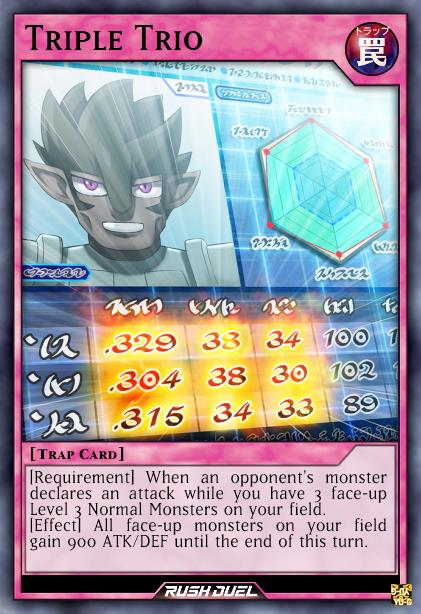 Triple Trio
トラップ
罠
.329 38 34 100 1
.304 38 30 102 1
.315 34 33 89
[Trap Card]
[Requirement] When an opponent's monster
declares an attack while you have 3 face-up
Level 3 Normal Monsters on your field.
[Effect] All face-up monsters on your field
gain 900 ATK/DEF until the end of this turn.
RUSH DUEL